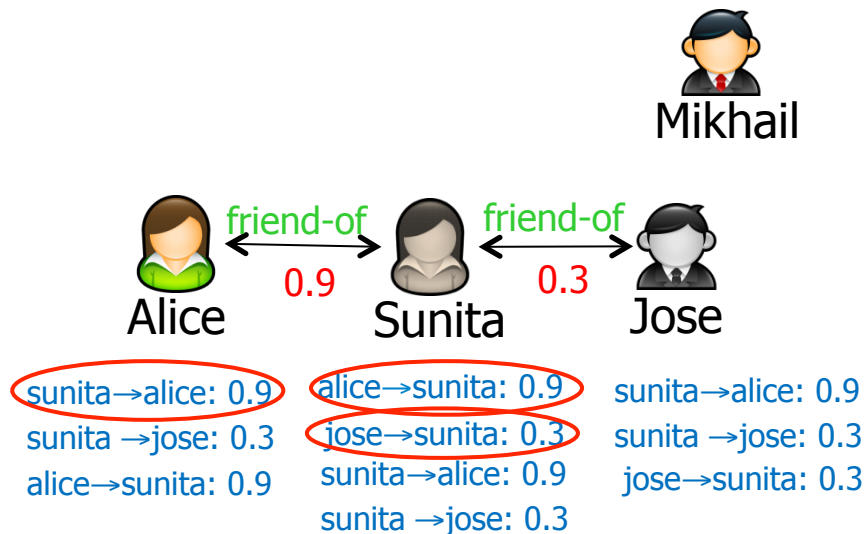 Mikhail
friend-of friend-of
0.9 0.3
Alice Sunita Jose
sunita→alice: 0.9
sunita →jose: 0.3
alice→sunita: 0.9
alice→sunita: 0.9
jose→sunita: 0.3
sunita→alice: 0.9
sunita →jose: 0.3
sunita→alice: 0.9
sunita →jose: 0.3
jose→sunita: 0.3